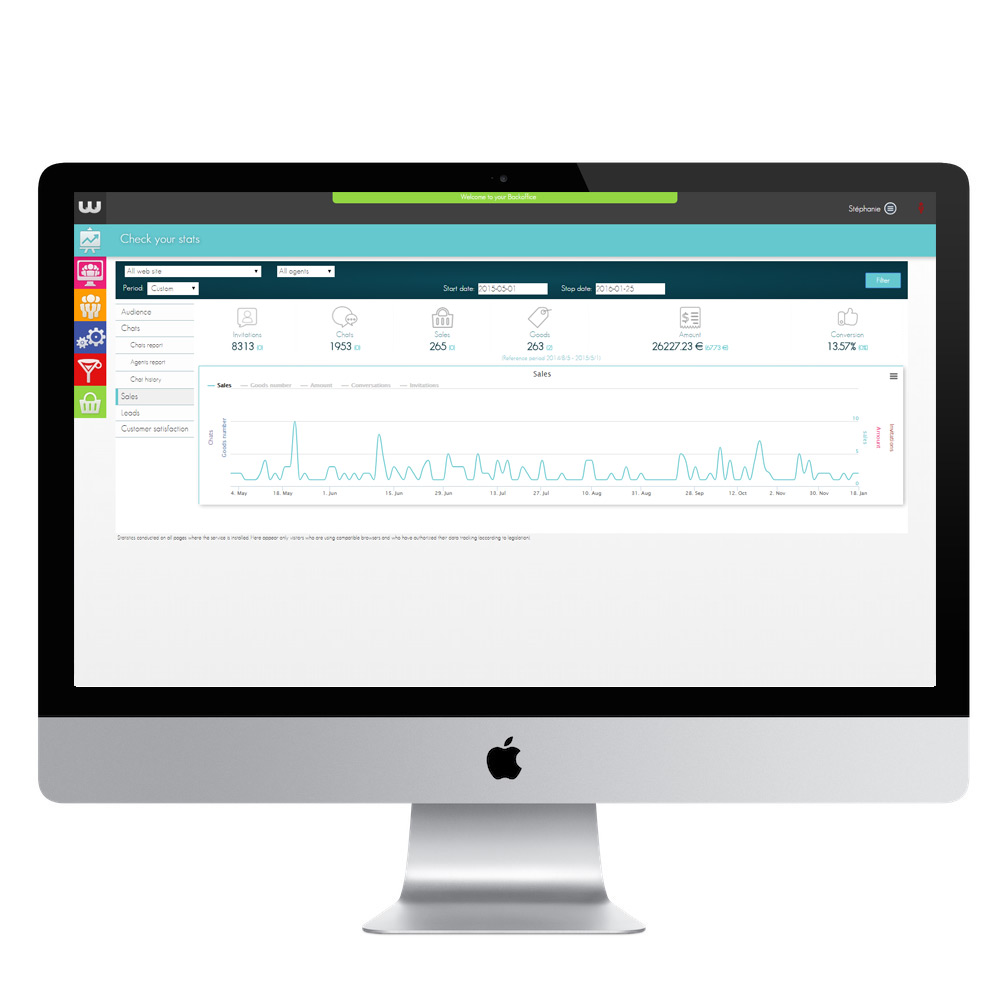 Welcome to your Backoffice
w
Stéphanie
Check your stats
All web site
All agents
Period: Custom
Start date: 2015-05-01
Stop date: 2016-01-25
Filter
Audience
Chats
Chats report
Agents report
Chat history
Sales
Leads
Customer satisfaction
Invitations
8313 (0)
Chats
1953 (0)
Sales
265 (0)
Goods
263 (2)
Amount
26227.23 €
Conversion
13.57%
(Reference period 2014/8/8 - 2015/5/1)
Sales
Sales
Goods number
Amount
Conversations
Invitations
Chats
Goods number
10
5
0
Sales
Amount
Invitations
4. May
18. May
1. Jun
15. Jun
29. Jun
13. Jul
27. Jul
10. Aug
31. Aug
28. Sep
12. Oct
2. Nov
30. Nov
18. Jan
Statistics conducted on all pages where the service is installed. Here appear only visitors who are using compatible browsers and who have authorized their data tracking (according to legislation)